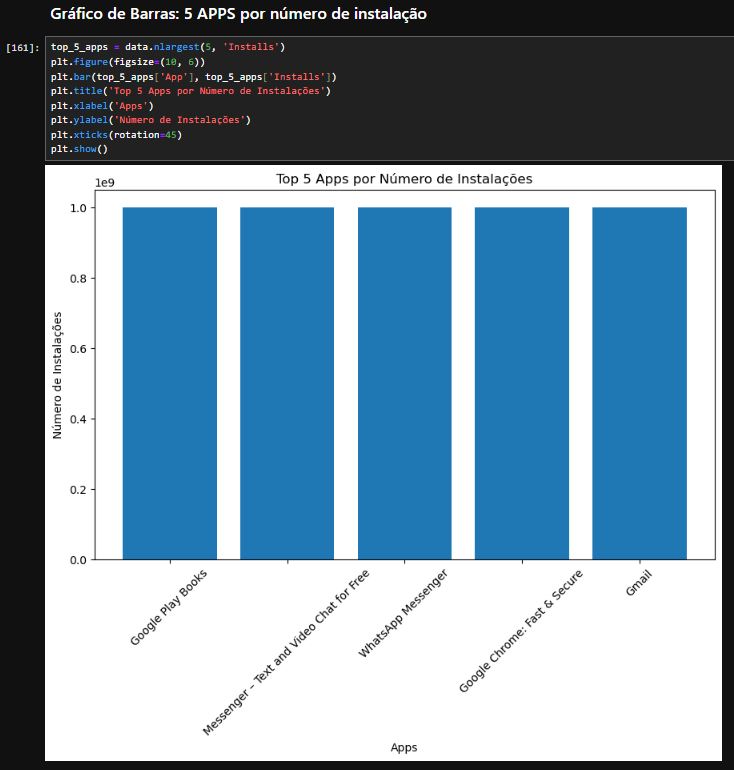 Gráfico de Barras: 5 APPS por número de instalação
[161]:
top_5_apps = data.nlargest(5, 'Installs')
plt.figure(figsize=(10, 6))
plt.bar(top_5_apps['App'], top_5_apps['Installs'])
plt.title('Top 5 Apps por Número de Instalações')
plt.xlabel('Apps')
plt.ylabel('Número de Instalações')
plt.xticks(rotation=45)
plt.show()
Top 5 Apps por Número de Instalações
1e9
1.0
0.8
0.6
0.4
0.2
0.0
Número de Instalações
Google Play Books
Messenger – Text and Video Chat for Free
WhatsApp Messenger
Google Chrome: Fast & Secure
Gmail
Apps